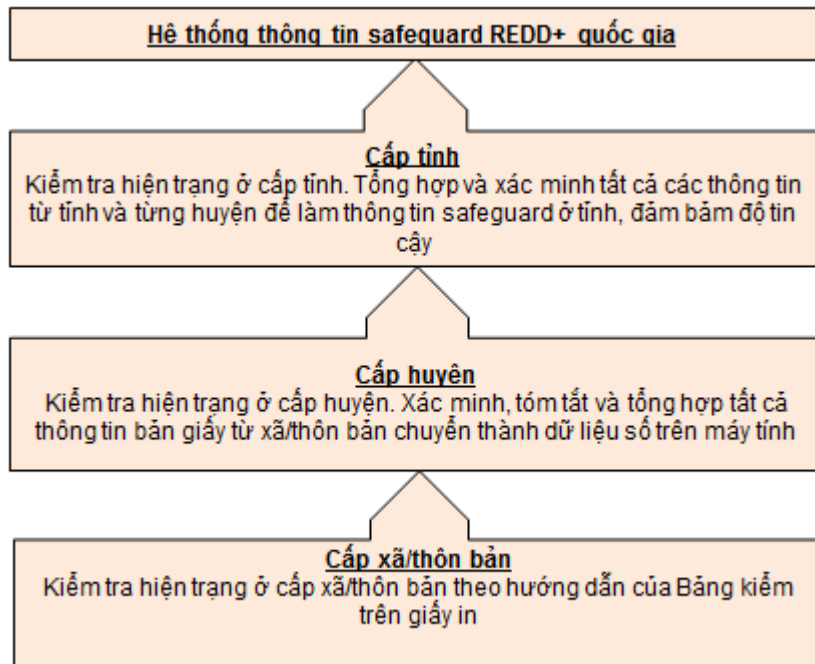 Hê thống thông tin safeguard REDD+ quốc gia
Cấp tỉnh
Kiểm tra hiện trạng ở cấp tỉnh. Tổng hợp và xác minh tất cả các thông tin
từ tỉnh và từng huyện để làm thông tin safeguard ở tỉnh, đảm bảm độ tin
cậy
Cấp huyên
Kiểm tra hiện trạng ở cấp huyện. Xác minh, tóm tắt và tổng hợp tất cả
thông tin bản giấy từ xã/thôn bản chuyển thành dữ liệu số trên máy tính
Cấp xã/thôn bản
Kiểm tra hiện trạng ở cấp xã/thôn bản theo hướng dẫn của Bảng kiểm
trên giấy in